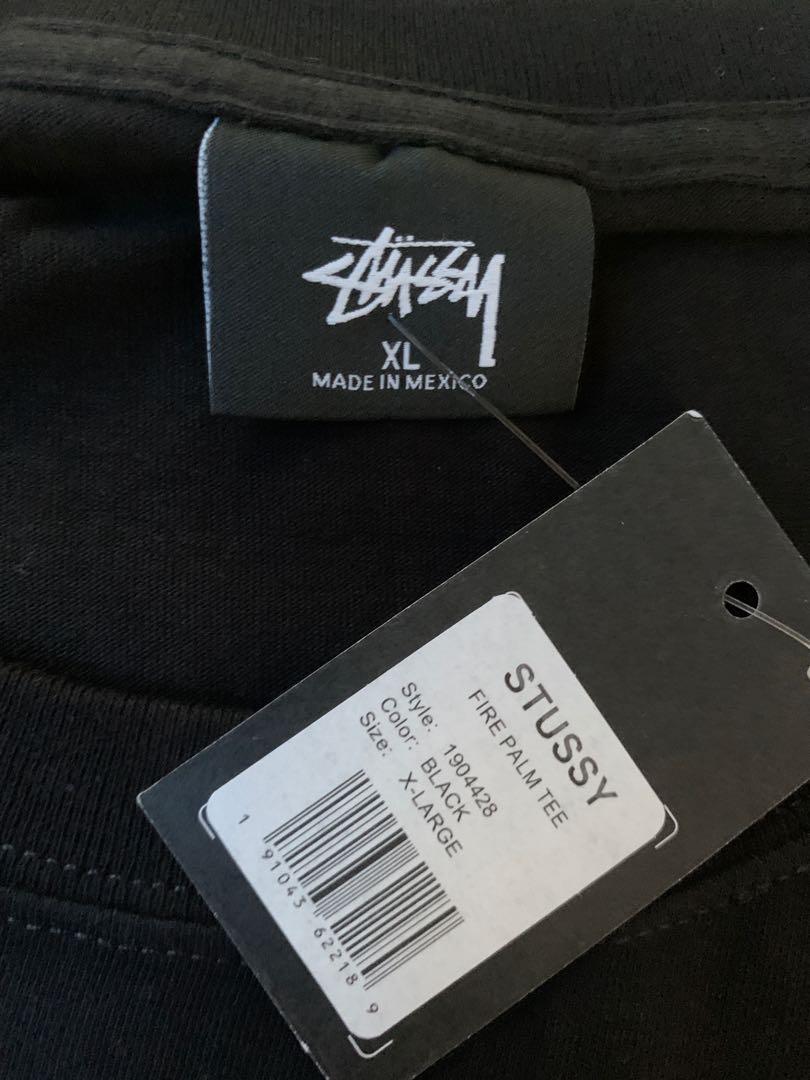 STÜSSY
XL
MADE IN MEXICO
STUSSY
FIRE PALM TEE
Style: 1904428
Color: BLACK
Size: X-LARGE
1 91043 62218 9